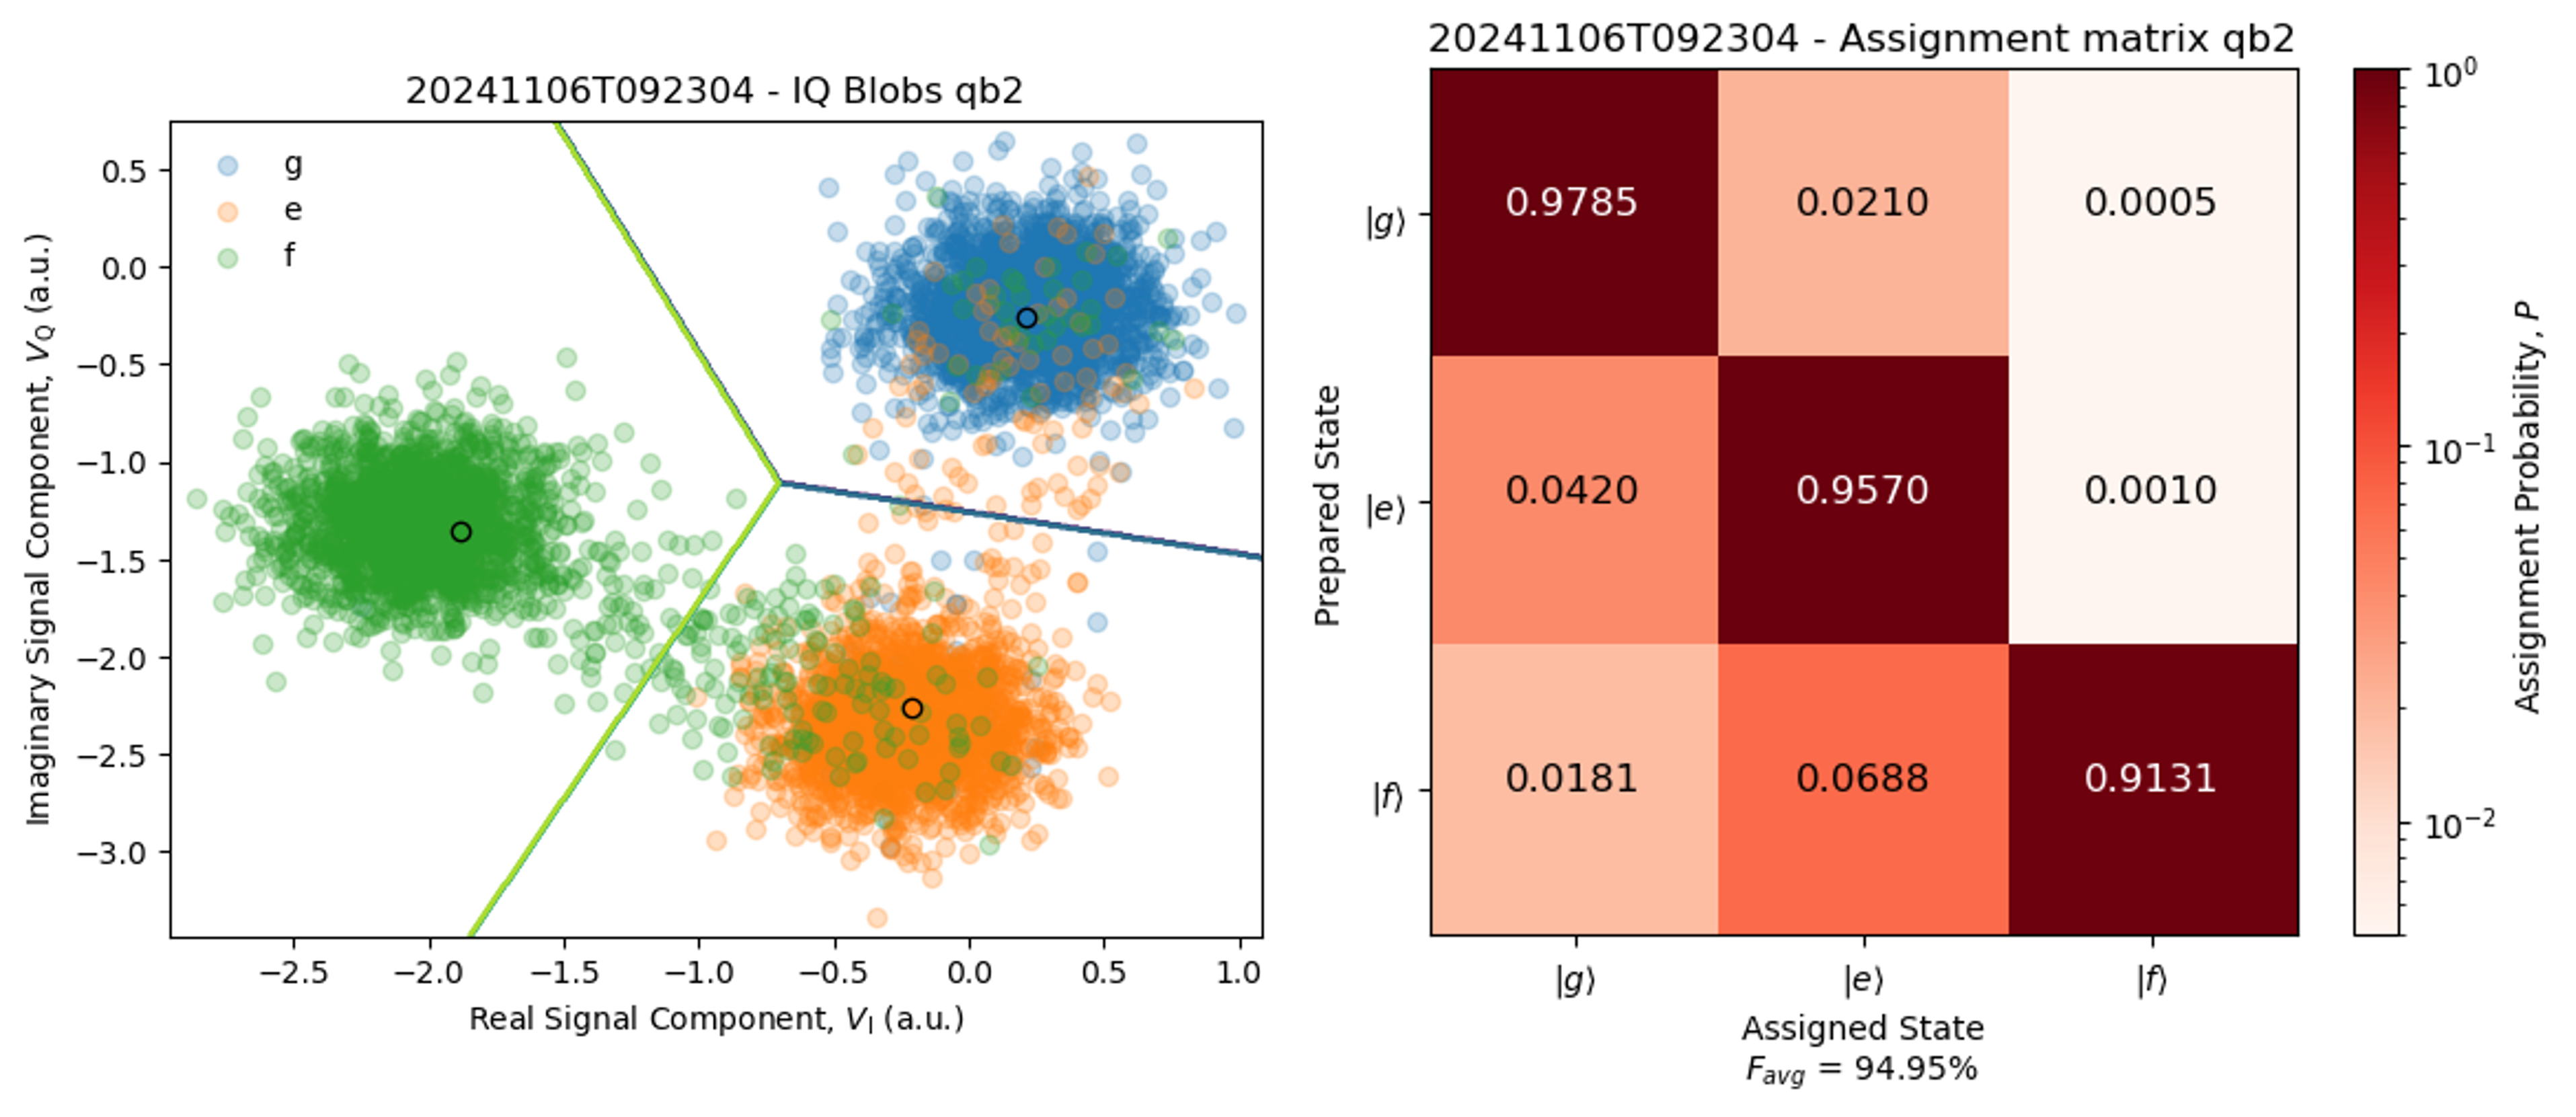 20241106T092304 - IQ Blobs qb2
g
e
f
0.5
0.0
−0.5
−1.0
−1.5
−2.0
−2.5
−3.0
Imaginary Signal Component, V_Q (a.u.)
−2.5 −2.0 −1.5 −1.0 −0.5 0.0 0.5 1.0
Real Signal Component, V_I (a.u.)
20241106T092304 - Assignment matrix qb2
Prepared State
|g⟩ 0.9785 0.0210 0.0005
|e⟩ 0.0420 0.9570 0.0010
|f⟩ 0.0181 0.0688 0.9131
|g⟩ |e⟩ |f⟩
Assigned State
F_avg = 94.95%
10⁰
10⁻¹
10⁻²
Assignment Probability, P